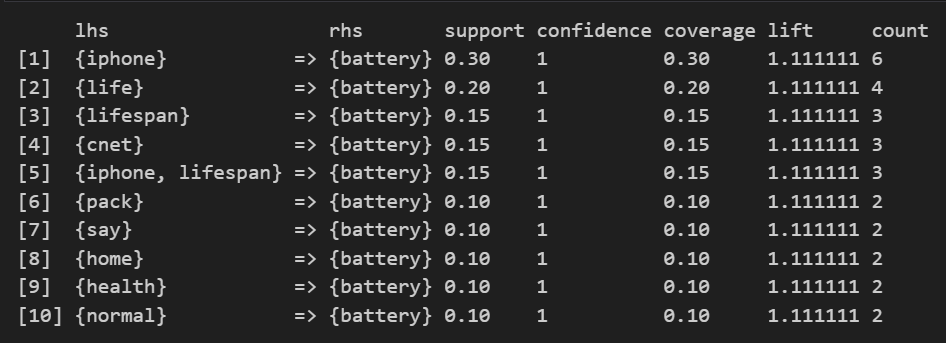 lhs rhs support confidence coverage lift count
[1] {iphone} => {battery} 0.30 1 0.30 1.111111 6
[2] {life} => {battery} 0.20 1 0.20 1.111111 4
[3] {lifespan} => {battery} 0.15 1 0.15 1.111111 3
[4] {cnet} => {battery} 0.15 1 0.15 1.111111 3
[5] {iphone, lifespan} => {battery} 0.15 1 0.15 1.111111 3
[6] {pack} => {battery} 0.10 1 0.10 1.111111 2
[7] {say} => {battery} 0.10 1 0.10 1.111111 2
[8] {home} => {battery} 0.10 1 0.10 1.111111 2
[9] {health} => {battery} 0.10 1 0.10 1.111111 2
[10] {normal} => {battery} 0.10 1 0.10 1.111111 2